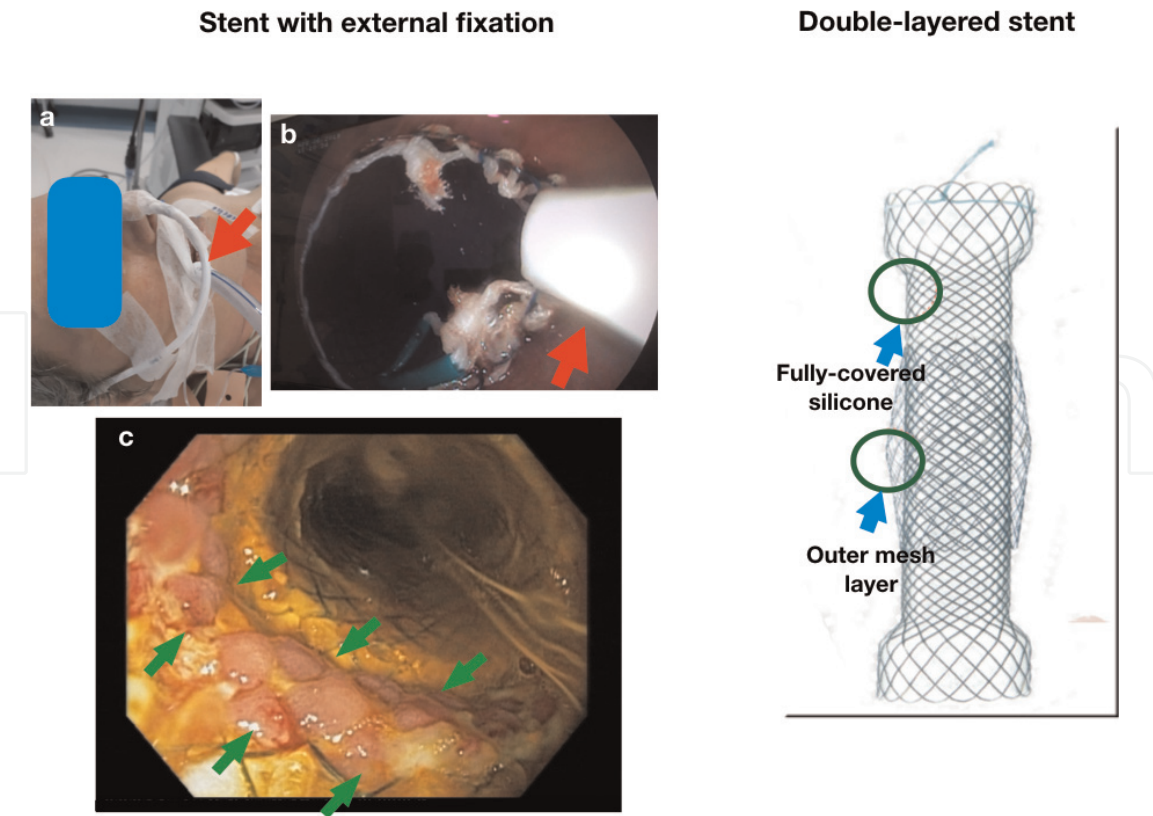 Stent with external fixation
Double-layered stent
a
b
c
Fully-covered
silicone
Outer mesh
layer